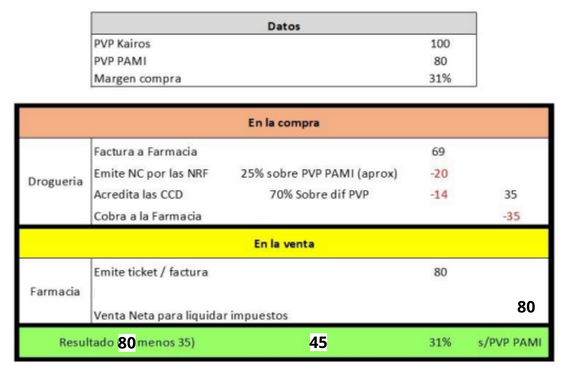 Datos
PVP Kairos 100
PVP PAMI 80
Margen compra 31%
En la compra
Factura a Farmacia 69
Drogueria
Emite NC por las NRF 25% sobre PVP PAMI (aprox) -20
Acredita las CCD 70% Sobre dif PVP -14 35
Cobra a la Farmacia -35
En la venta
Emite ticket / factura 80
Farmacia
Venta Neta para liquidar impuestos 80
Resultado 80 menos 35) 45 31% s/PVP PAMI